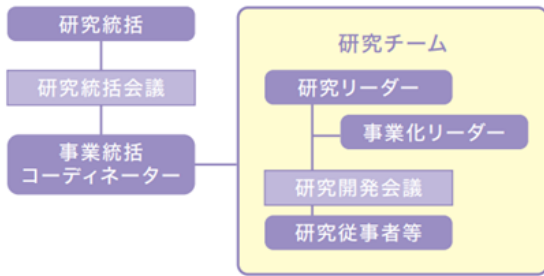 研究統括
研究統括会議
事業統括
コーディネーター
研究チーム
研究リーダー
事業化リーダー
研究開発会議
研究従事者等